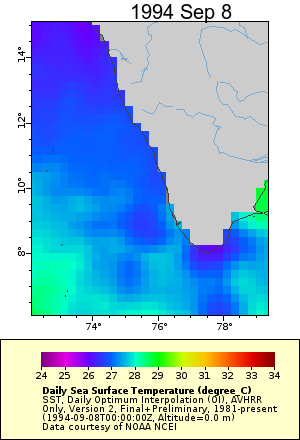 1994 Sep 8
14°
12°
10°
8°
74°
76°
78°
24 25 26 27 28 29 30 31 32 33 34
Daily Sea Surface Temperature (degree_C)
SST, Daily Optimum Interpolation (OI), AVHRR
Only, Version 2, Final+Preliminary, 1981-present
(1994-09-08T00:00:00Z, Altitude=0.0 m)
Data courtesy of NOAA NCEI